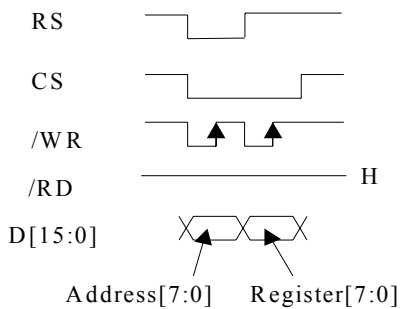 RS
CS
/WR
/RD
H
D[15:0]
Address[7:0] Register[7:0]